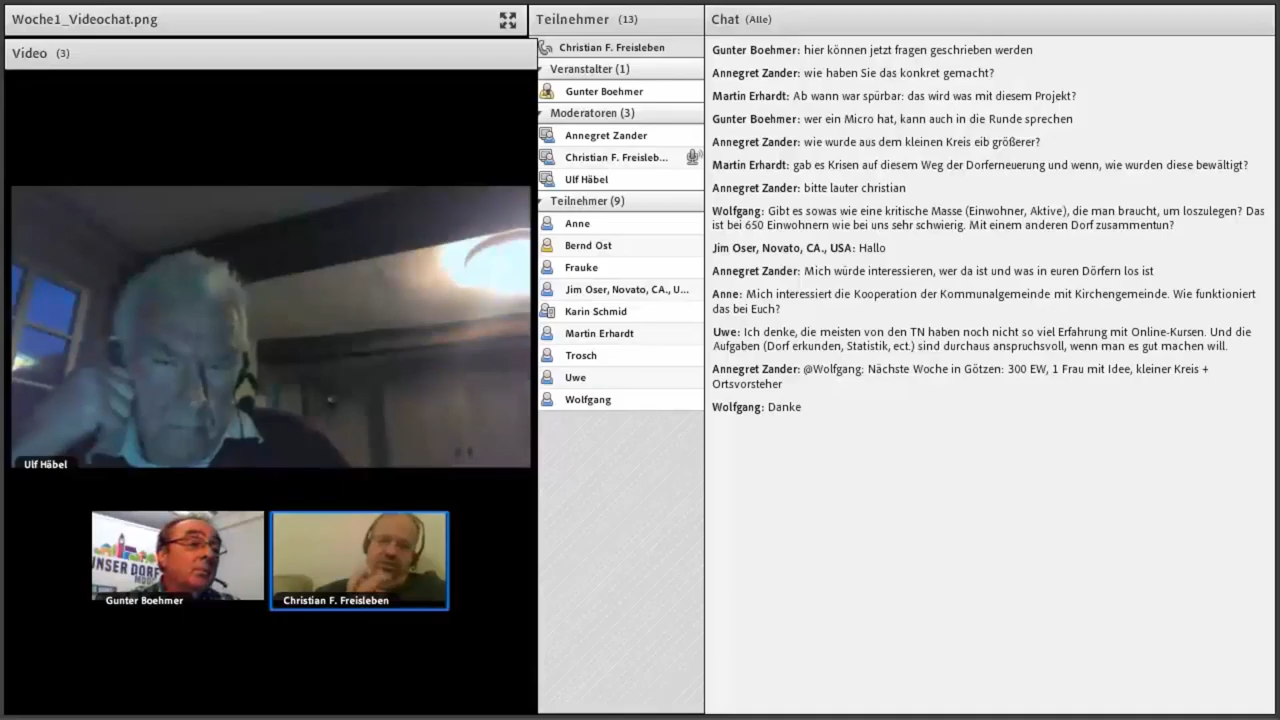 Woche1_Videochat.png
Video (3)
Ulf Häbel
UNSER DORF
Gunter Boehmer
Christian F. Freisleben
Teilnehmer (13)
Christian F. Freisleben
Veranstalter (1)
Gunter Boehmer
Moderatoren (3)
Annegret Zander
Christian F. Freisleb...
Ulf Häbel
Teilnehmer (9)
Anne
Bernd Ost
Frauke
Jim Oser, Novato, CA., U...
Karin Schmid
Martin Erhardt
Trosch
Uwe
Wolfgang
Chat (Alle)
Gunter Boehmer: hier können jetzt fragen geschrieben werden
Annegret Zander: wie haben Sie das konkret gemacht?
Martin Erhardt: Ab wann war spürbar: das wird was mit diesem Projekt?
Gunter Boehmer: wer ein Micro hat, kann auch in die Runde sprechen
Annegret Zander: wie wurde aus dem kleinen Kreis eib größerer?
Martin Erhardt: gab es Krisen auf diesem Weg der Dorferneuerung und wenn, wie wurden diese bewältigt?
Annegret Zander: bitte lauter christian
Wolfgang: Gibt es sowas wie eine kritische Masse (Einwohner, Aktive), die man braucht, um loszulegen? Das
ist bei 650 Einwohnern wie bei uns sehr schwierig. Mit einem anderen Dorf zusammentun?
Jim Oser, Novato, CA., USA: Hallo
Annegret Zander: Mich würde interessieren, wer da ist und was in euren Dörfern los ist
Anne: Mich interessiert die Kooperation der Kommunalgemeinde mit Kirchengemeinde. Wie funktioniert
das bei Euch?
Uwe: Ich denke, die meisten von den TN haben noch nicht so viel Erfahrung mit Online-Kursen. Und die
Aufgaben (Dorf erkunden, Statistik, ect.) sind durchaus anspruchsvoll, wenn man es gut machen will.
Annegret Zander: @Wolfgang: Nächste Woche in Götzen: 300 EW, 1 Frau mit Idee, kleiner Kreis +
Ortsvorsteher
Wolfgang: Danke